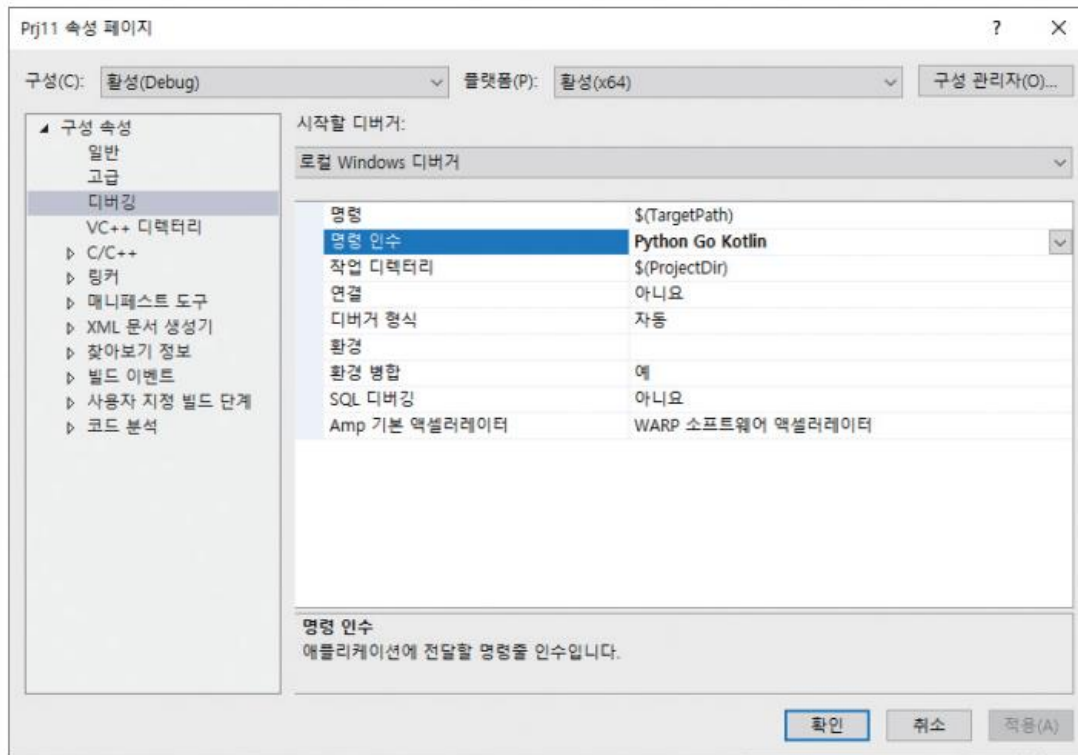 Prj11 속성 페이지
? ×
구성(C): 활성(Debug) 플랫폼(P): 활성(x64) 구성 관리자(O)...
구성 속성
일반
고급
디버깅
VC++ 디렉터리
C/C++
링커
매니페스트 도구
XML 문서 생성기
찾아보기 정보
빌드 이벤트
사용자 지정 빌드 단계
코드 분석
시작할 디버거:
로컬 Windows 디버거
명령 $(TargetPath)
명령 인수 Python Go Kotlin
작업 디렉터리 $(ProjectDir)
연결 아니요
디버거 형식 자동
환경
환경 병합 예
SQL 디버깅 아니요
Amp 기본 액셀러레이터 WARP 소프트웨어 액셀러레이터
명령 인수
애플리케이션에 전달할 명령줄 인수입니다.
확인 취소 적용(A)